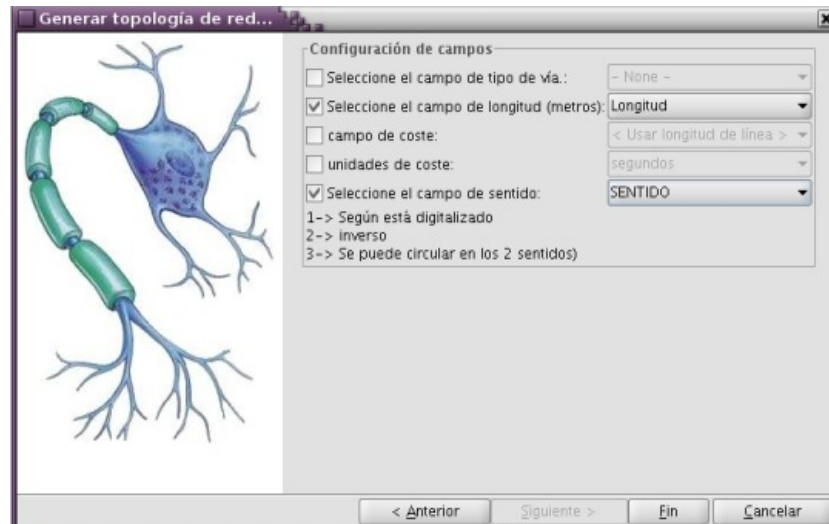 Generar topología de red...
Configuración de campos
Seleccione el campo de tipo de vía.: - None -
Seleccione el campo de longitud (metros): Longitud
campo de coste: < Usar longitud de línea >
unidades de coste: segundos
Seleccione el campo de sentido: SENTIDO
1-> Según está digitalizado
2-> inverso
3-> Se puede circular en los 2 sentidos)
< Anterior Siguiente > Fin Cancelar